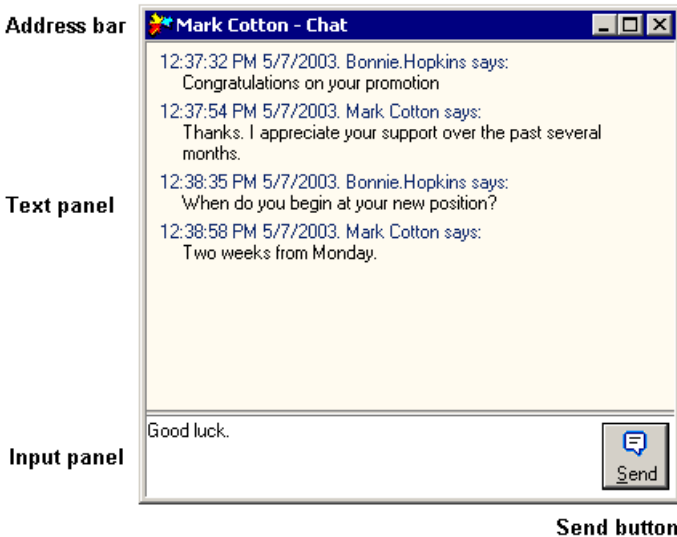 Address bar
Mark Cotton - Chat
12:37:32 PM 5/7/2003. Bonnie.Hopkins says:
Congratulations on your promotion
12:37:54 PM 5/7/2003. Mark Cotton says:
Thanks. I appreciate your support over the past several
months.
Text panel
12:38:35 PM 5/7/2003. Bonnie.Hopkins says:
When do you begin at your new position?
12:38:58 PM 5/7/2003. Mark Cotton says:
Two weeks from Monday.
Input panel
Good luck.
Send
Send button